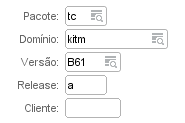 Pacote: tc
Domínio: kitm
Versão: B61
Release: a
Cliente: